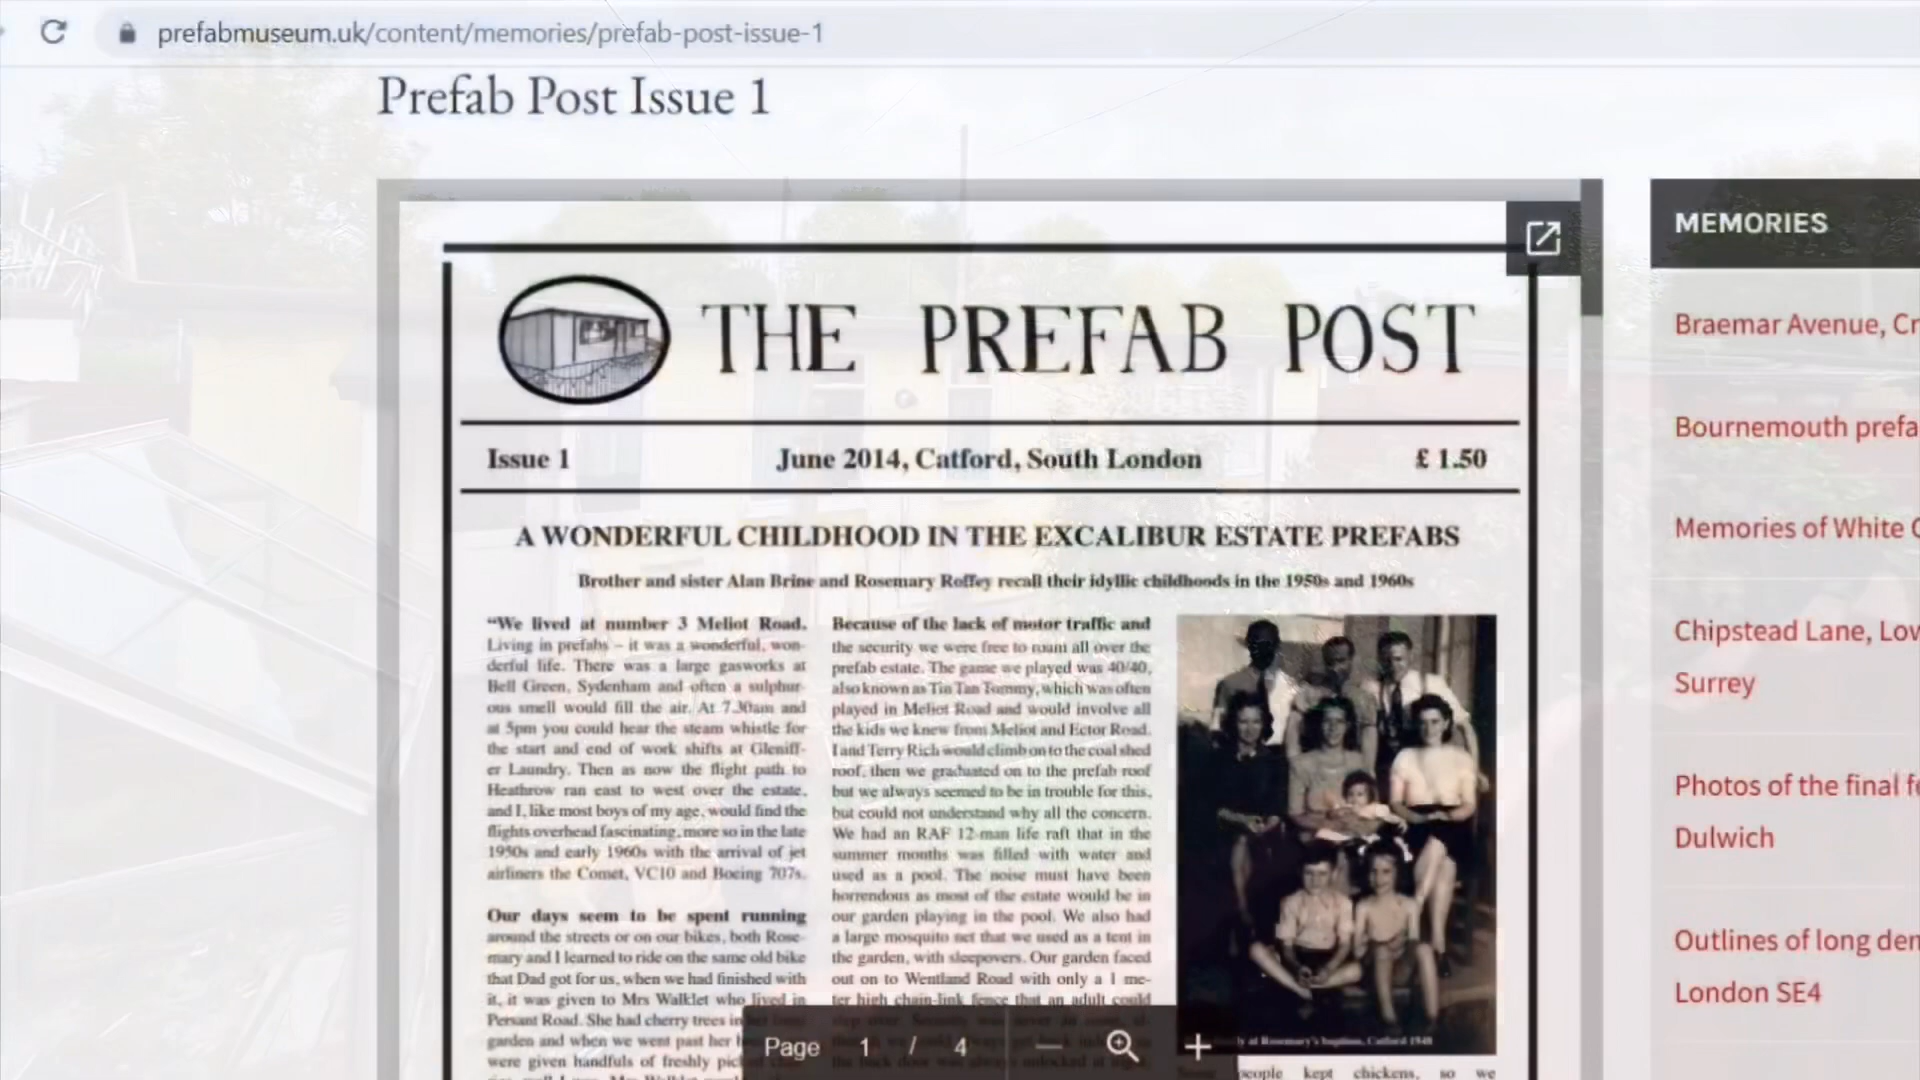 prefabmuseum.uk/content/memories/prefab-post-issue-1
Prefab Post Issue 1
THE PREFAB POST
Issue 1
June 2014, Catford, South London
£ 1.50
A WONDERFUL CHILDHOOD IN THE EXCALIBUR ESTATE PREFABS
Brother and sister Alan Brine and Rosemary Roffey recall their idyllic childhoods in the 1950s and 1960s
“We lived at number 3 Meliot Road.
Living in prefabs – it was a wonderful, won-
derful life. There was a large gasworks at
Bell Green, Sydenham and often a sulphur-
ous smell would fill the air. At 7.30am and
at 5pm you could hear the steam whistle for
the start and end of work shifts at Gleniff-
er Laundry. Then as now the flight path to
Heathrow ran east to west over the estate,
and I, like most boys of my age, would find the
flights overhead fascinating, more so in the late
1950s and early 1960s with the arrival of jet
airliners the Comet, VC10 and Boeing 707s.
Our days seem to be spent running
around the streets or on our bikes, both Rose-
mary and I learned to ride on the same old bike
that Dad got for us, when we had finished with
it, it was given to Mrs Walklet who lived in
Persant Road. She had cherry trees in
garden and when we went past her
were given handfuls of freshly
Because of the lack of motor traffic and
the security we were free to roam all over the
prefab estate. The game we played was 40/40,
also known as Tin Tan Tommy, which was often
played in Meliot Road and would involve all
the kids we knew from Meliot and Ector Road.
I and Terry Rich would climb on to the coal shed
roof, then we graduated on to the prefab roof
but we always seemed to be in trouble for this,
but could not understand why all the concern.
We had an RAF 12-man life raft that in the
summer months was filled with water and
used as a pool. The noise must have been
horrendous as most of the estate would be in
our garden playing in the pool. We also had
a large mosquito net that we used as a tent in
the garden, with sleepovers. Our garden faced
out on to Wentland Road with only a 1 me-
ter high chain-link fence that an adult could
at Rosemary's baptism, Catford 1948
people kept chickens, so we
Page 1 / 4
MEMORIES
Braemar Avenue,
Bournemouth
Memories of White
Chipstead Lane,
Surrey
Photos of the final
Dulwich
Outlines of long
London SE4